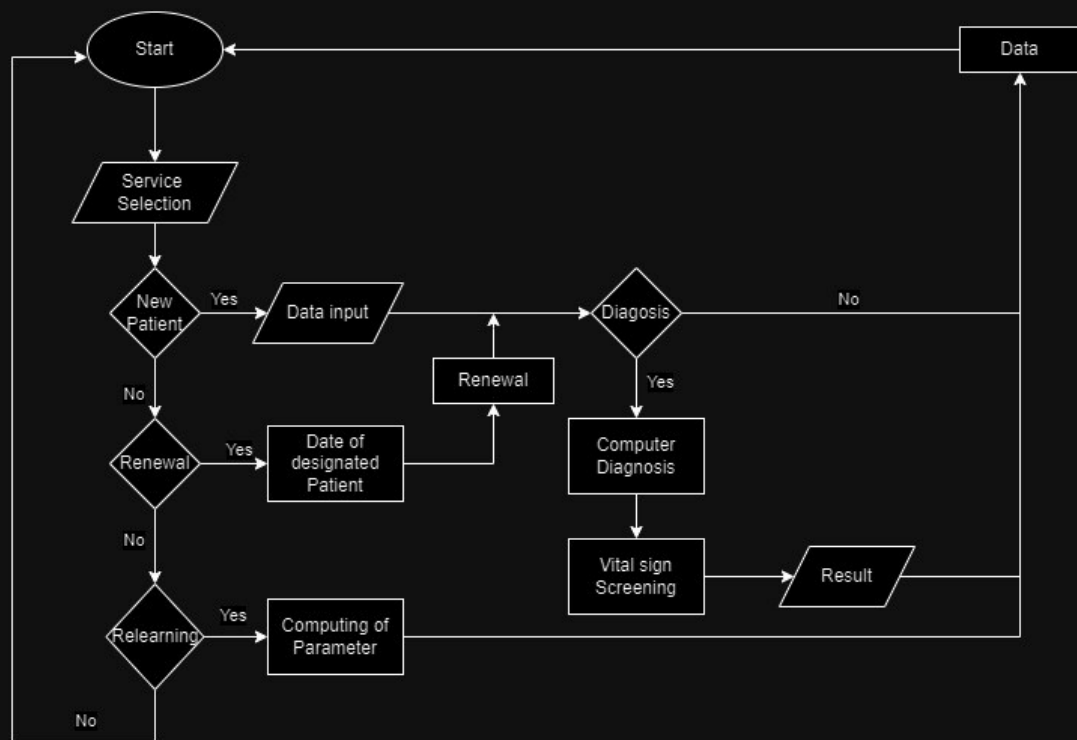 Start
Data
Service
Selection
New
Patient
Yes
Data input
Diagosis
No
Renewal
Yes
No
Computer
Diagnosis
Renewal
Yes
Date of
designated
Patient
No
Vital sign
Screening
Result
Relearning
Yes
Computing of
Parameter
No